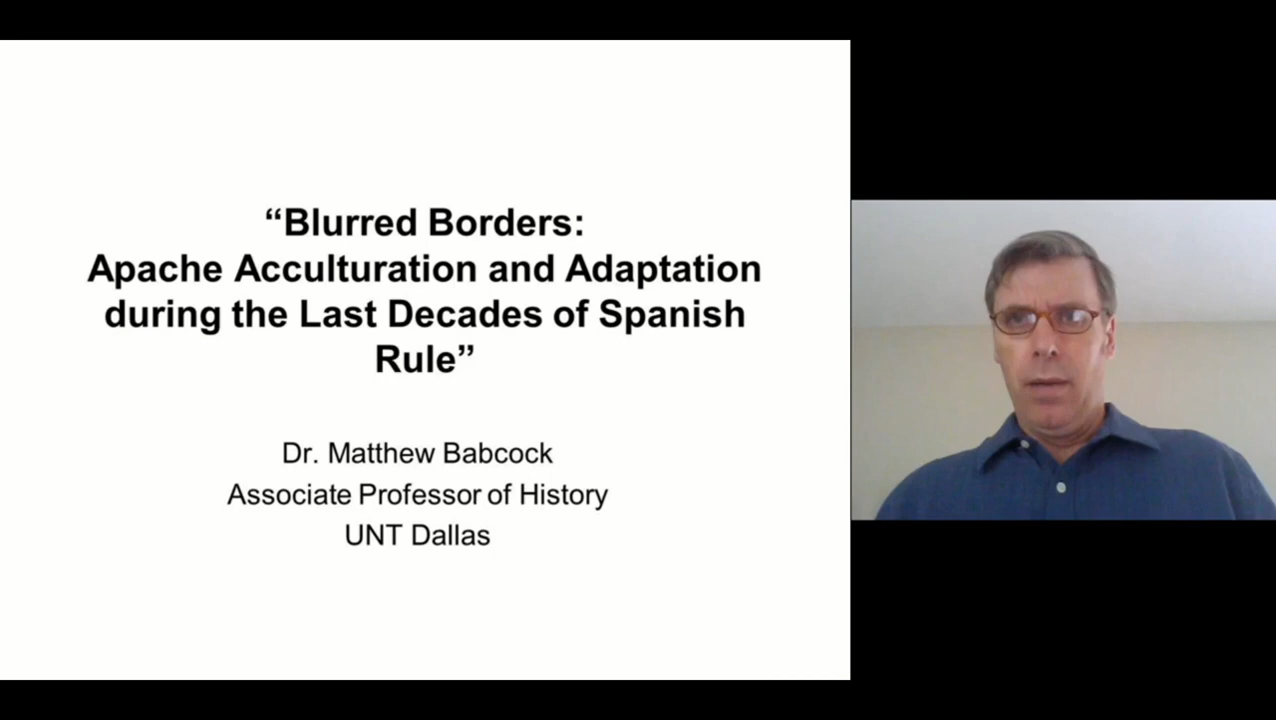 “Blurred Borders:
Apache Acculturation and Adaptation
during the Last Decades of Spanish
Rule”
Dr. Matthew Babcock
Associate Professor of History
UNT Dallas